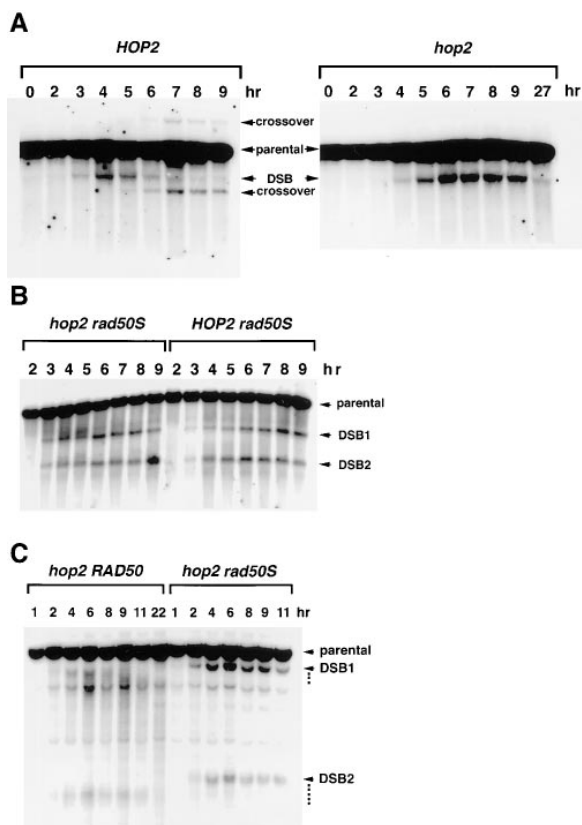 A
HOP2
hop2
0 2 3 4 5 6 7 8 9 hr
0 2 3 4 5 6 7 8 9 27
crossover
parental
DSB
crossover
B
hop2 rad50S
HOP2 rad50S
2 3 4 5 6 7 8 9 2 3 4 5 6 7 8 9 hr
parental
DSB1
DSB2
C
hop2 RAD50
hop2 rad50S
1 2 4 6 8 9 11 22 1 2 4 6 8 9 11 hr
parental
DSB1
DSB2